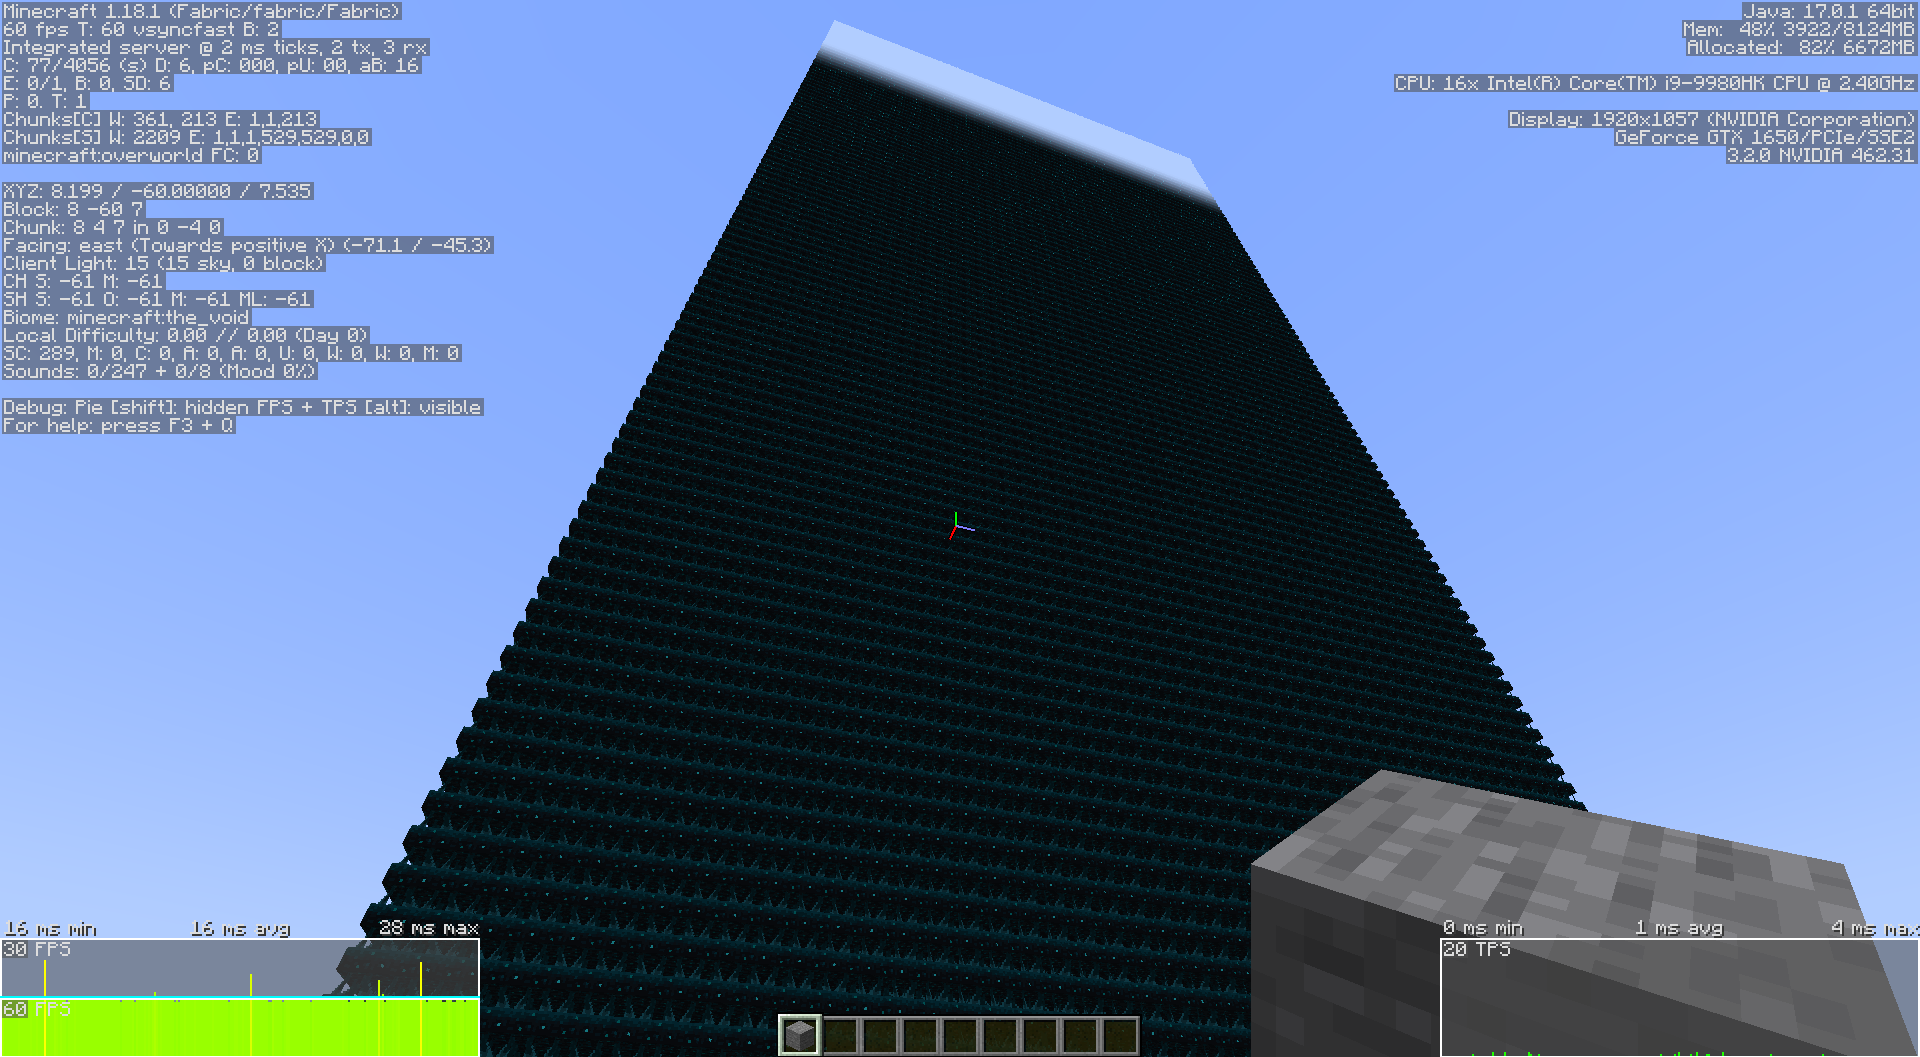 Minecraft 1.18.1 (Fabric/fabric/Fabric)
60 fps T: 60 vsyncfast B: 2
Integrated server @ 2 ms ticks, 2 tx, 3 rx
C: 77/4056 (s) D: 6, pC: 000, pU: 00, aB: 16
E: 0/1, B: 0, SD: 6
P: 0. T: 1
Chunks[C] W: 361, 213 E: 1,1,213
Chunks[S] W: 2209 E: 1,1,1,529,529,0,0
minecraft:overworld FC: 0
XYZ: 8.199 / -60.00000 / 7.535
Block: 8 -60 7
Chunk: 8 4 7 in 0 -4 0
Facing: east (Towards positive X) (-71.1 / -45.3)
Client Light: 15 (15 sky, 0 block)
CH S: -61 M: -61
SH S: -61 O: -61 M: -61 ML: -61
Biome: minecraft:the_void
Local Difficulty: 0.00 // 0.00 (Day 0)
SC: 289, M: 0, C: 0, A: 0, A: 0, U: 0, W: 0, W: 0, M: 0
Sounds: 0/247 + 0/8 (Mood 0%)
Debug: Pie [shift]: hidden FPS + TPS [alt]: visible
For help: press F3 + Q
Java: 17.0.1 64bit
Mem: 48% 3922/8124MB
Allocated: 82% 6672MB
CPU: 16x Intel(R) Core(TM) i9-9980HK CPU @ 2.40GHz
Display: 1920x1057 (NVIDIA Corporation)
GeForce GTX 1650/PCIe/SSE2
3.2.0 NVIDIA 462.31
16 ms min 16 ms avg 28 ms max
30 FPS
60 FPS
0 ms min 1 ms avg 4 ms max
20 TPS